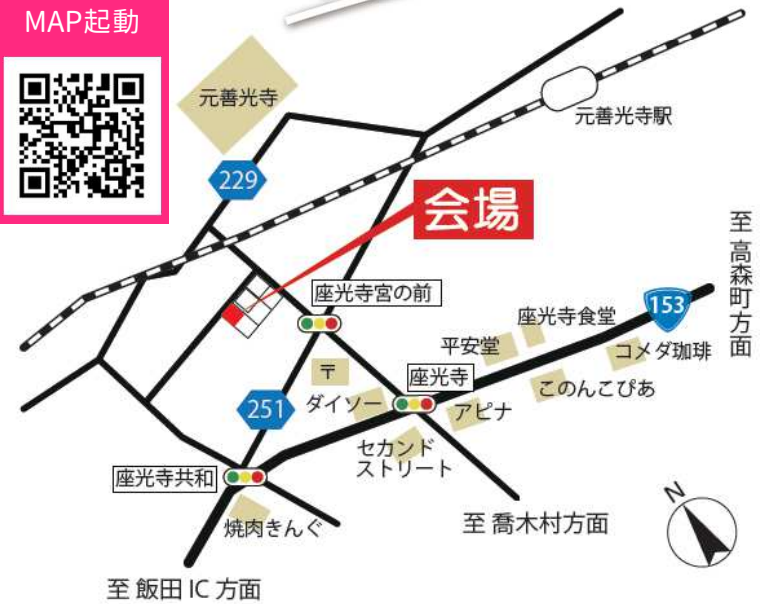 MAP起動
元善光寺
元善光寺駅
229
会場
至 高森町方面
座光寺宮の前
153
座光寺食堂
平安堂
コメダ珈琲
〒
座光寺
このんこぴあ
251
ダイソー
アピナ
セカンド
ストリート
座光寺共和
焼肉きんぐ
至 喬木村方面
N
至 飯田 IC 方面